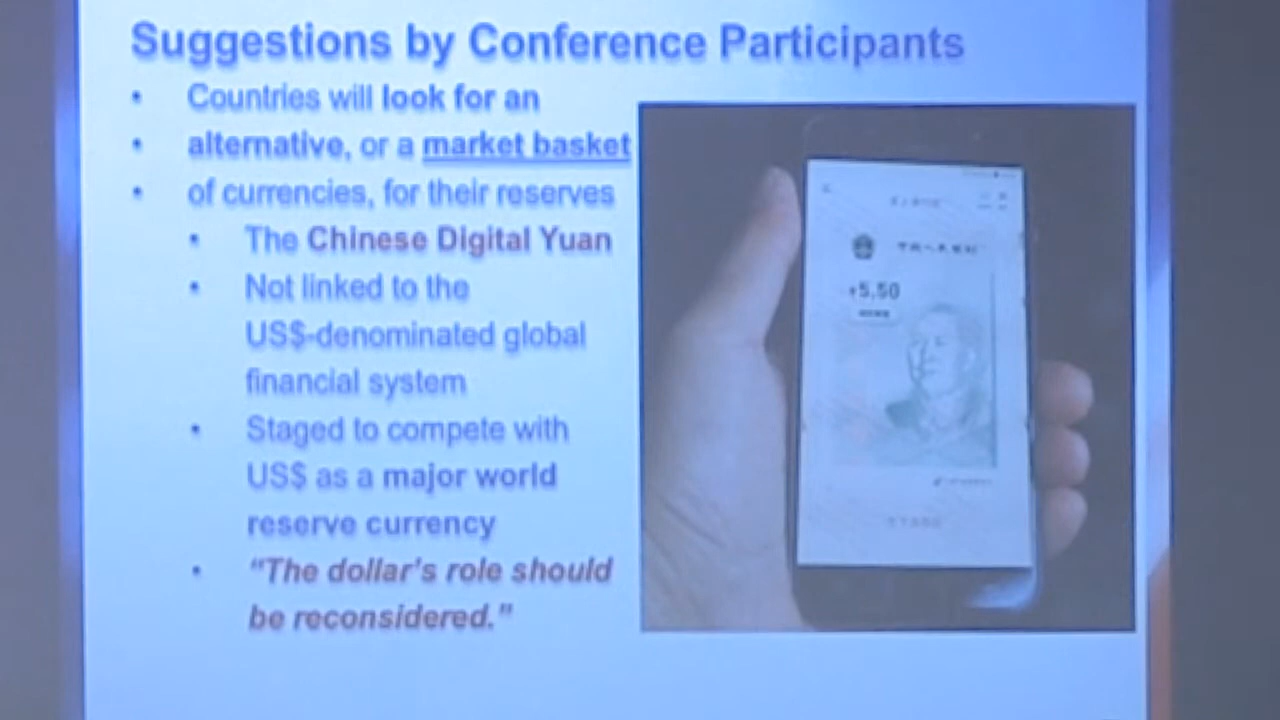 Suggestions by Conference Participants
• Countries will look for an
• alternative, or a market basket
• of currencies, for their reserves
• The Chinese Digital Yuan
• Not linked to the
US$-denominated global
financial system
• Staged to compete with
US$ as a major world
reserve currency
• “The dollar's role should
be reconsidered.”
¥5.50